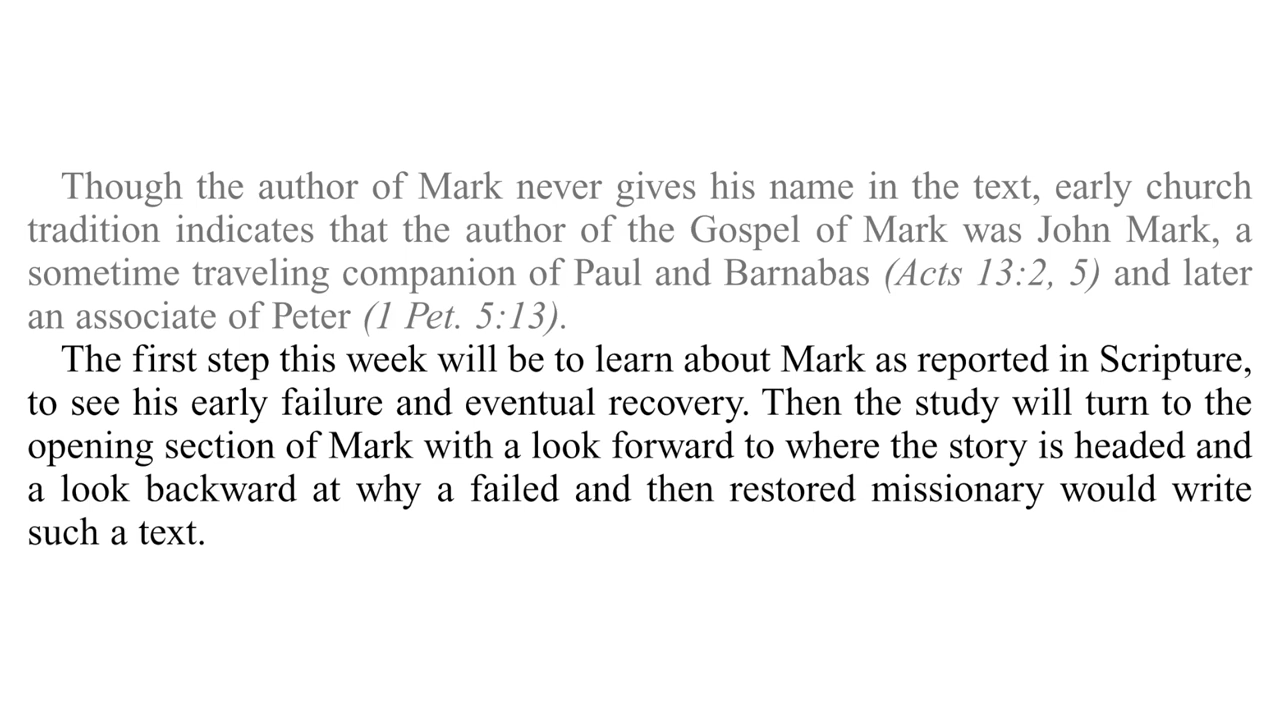 Though the author of Mark never gives his name in the text, early church
tradition indicates that the author of the Gospel of Mark was John Mark, a
sometime traveling companion of Paul and Barnabas (Acts 13:2, 5) and later
an associate of Peter (1 Pet. 5:13).
The first step this week will be to learn about Mark as reported in Scripture,
to see his early failure and eventual recovery. Then the study will turn to the
opening section of Mark with a look forward to where the story is headed and
a look backward at why a failed and then restored missionary would write
such a text.